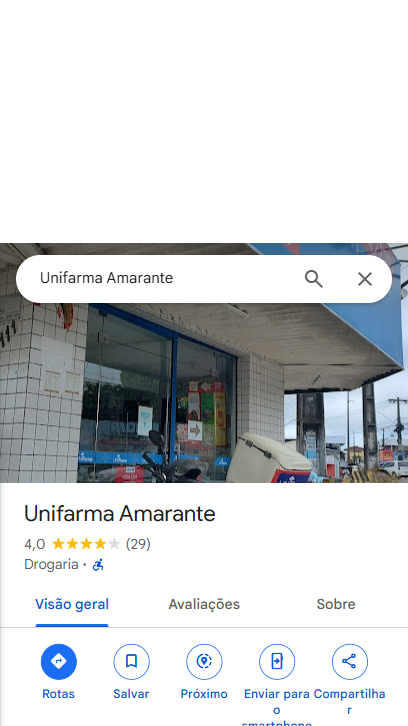 Unifarma Amarante
Unifarma Amarante
4,0 (29)
Drogaria ·
Visão geral Avaliações Sobre
Rotas Salvar Próximo Enviar para o smartphone Compartilhar